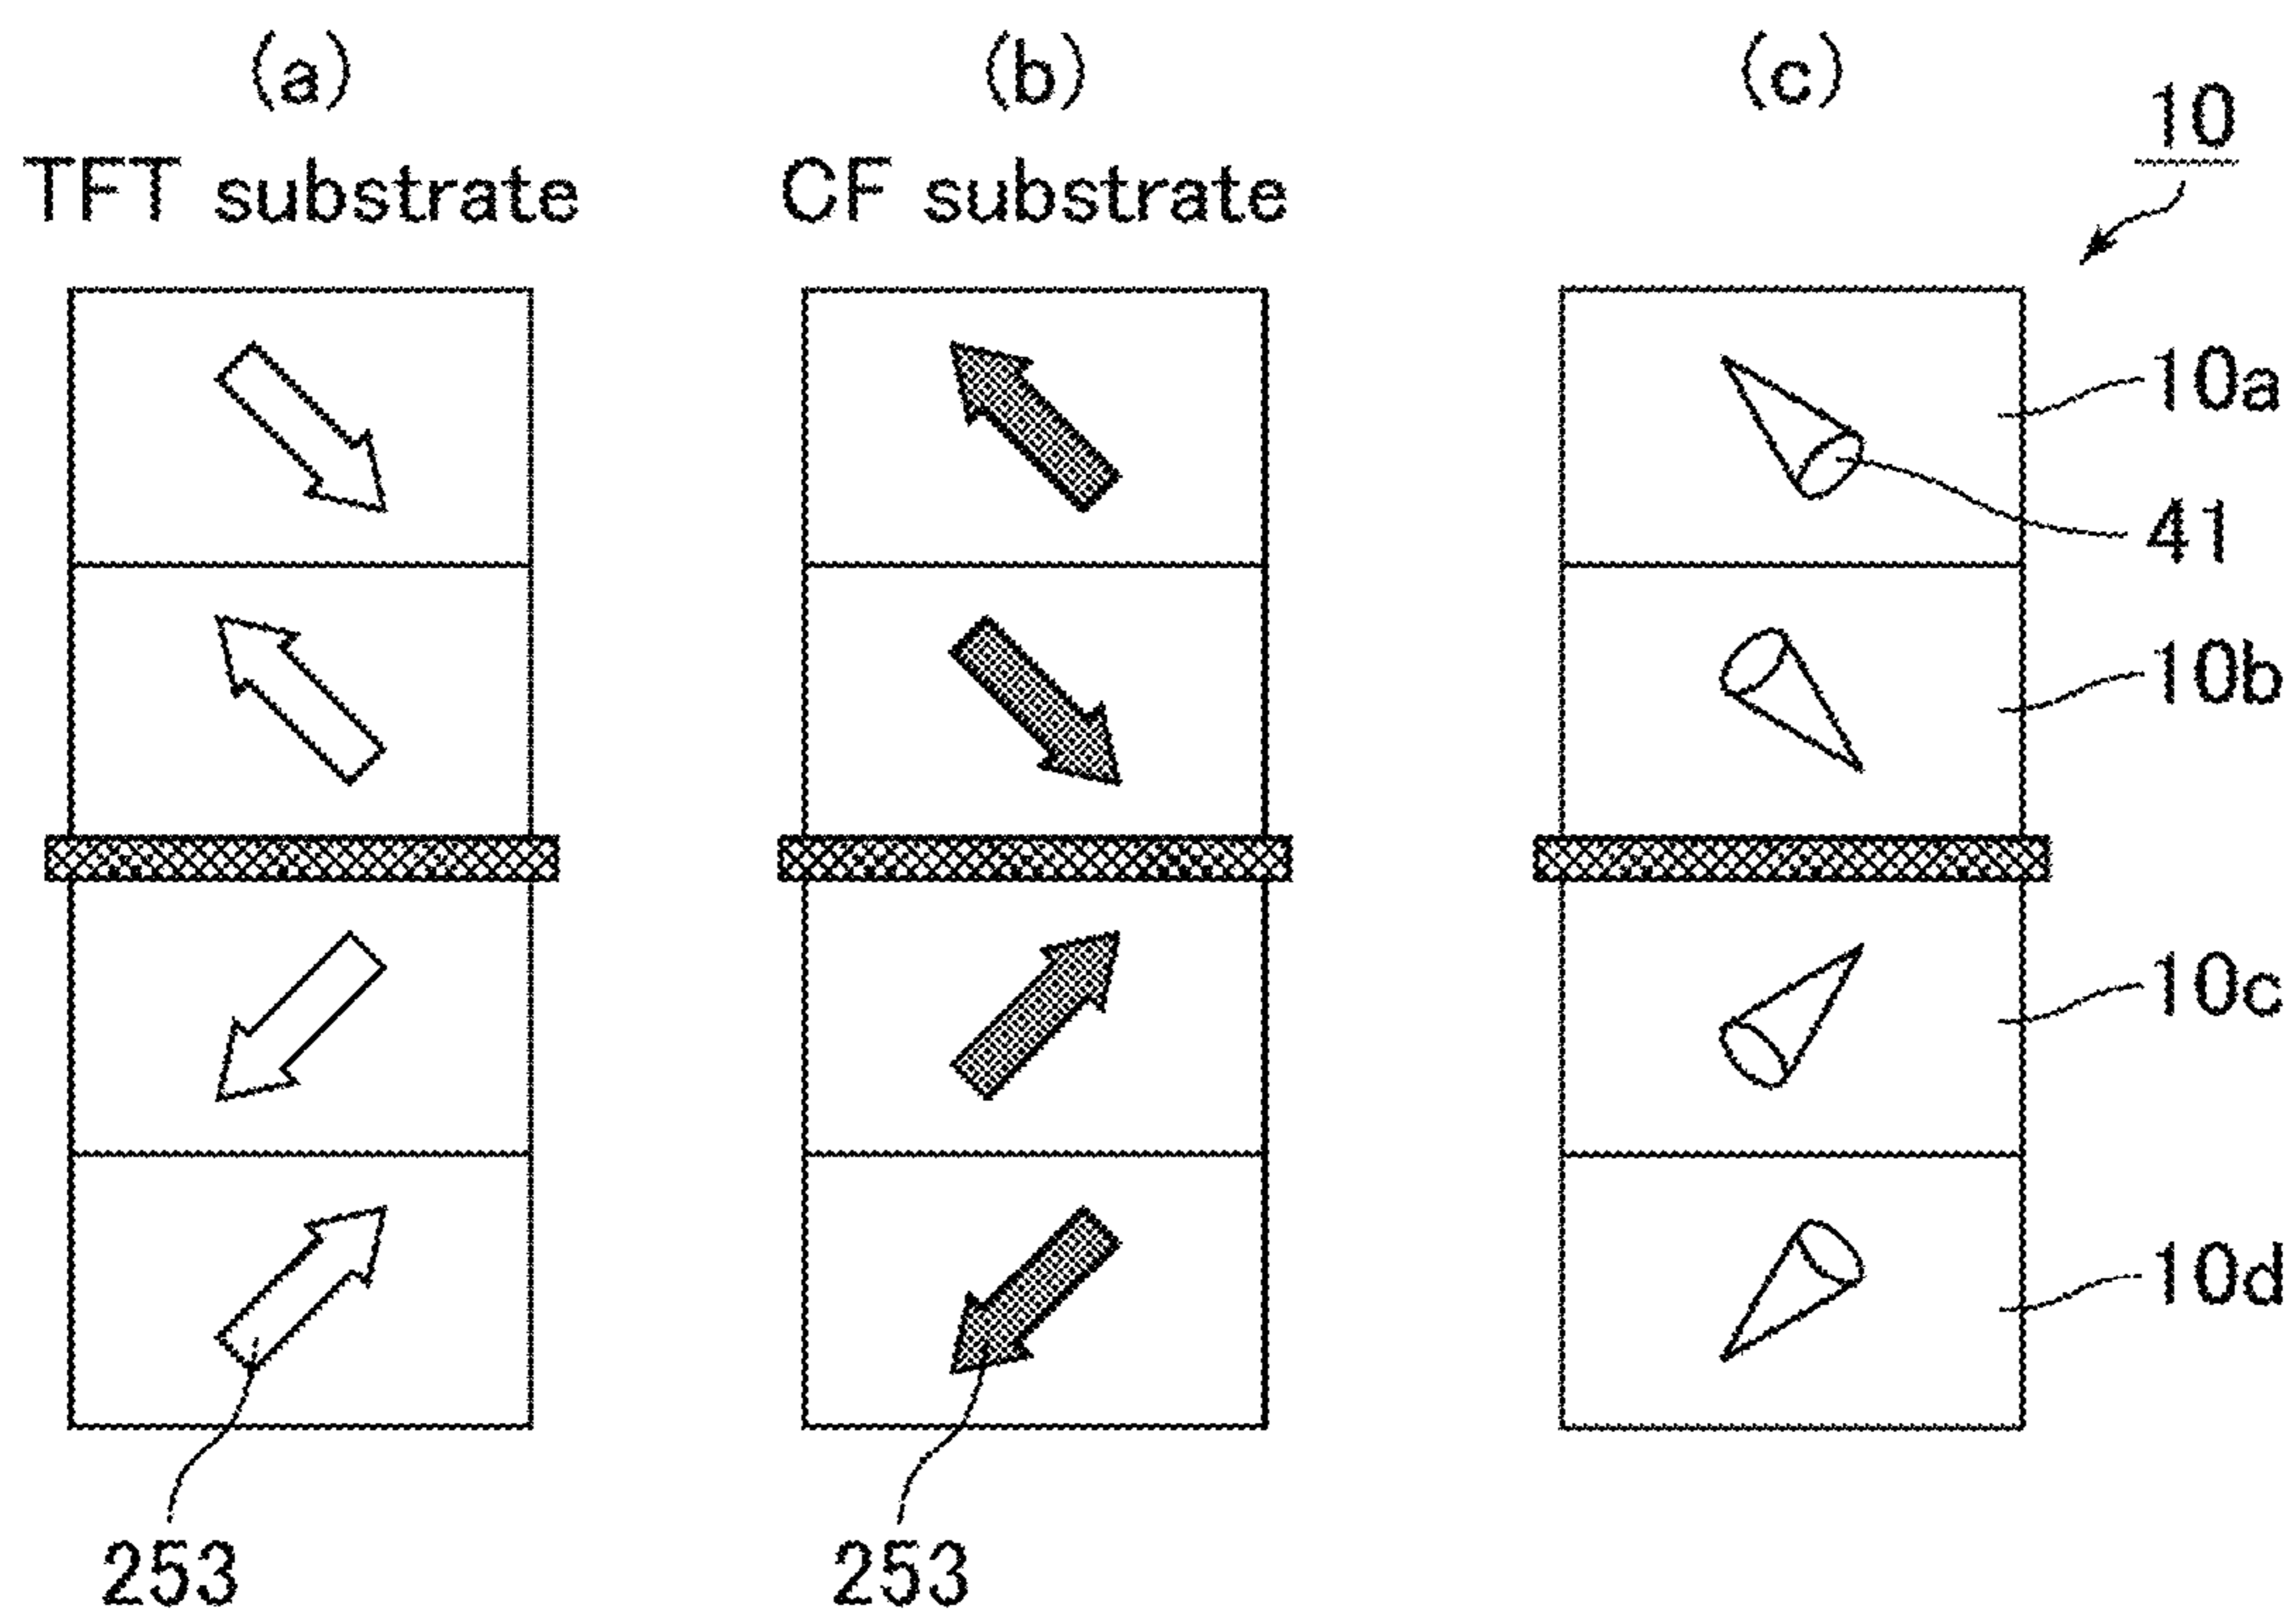 (a)
TFT substrate
(b)
CF substrate
(c)
10
10a
41
10b
10c
10d
253
253